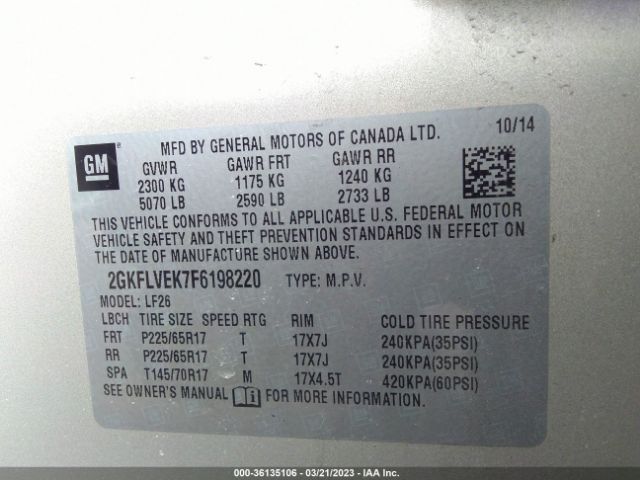 MFD BY GENERAL MOTORS OF CANADA LTD. 10/14
GM
GVWR GAWR FRT GAWR RR
2300 KG 1175 KG 1240 KG
5070 LB 2590 LB 2733 LB
THIS VEHICLE CONFORMS TO ALL APPLICABLE U.S. FEDERAL MOTOR
VEHICLE SAFETY AND THEFT PREVENTION STANDARDS IN EFFECT ON
THE DATE OF MANUFACTURE SHOWN ABOVE.
2GKFLVEK7F6198220 TYPE: M.P.V.
MODEL: LF26
LBCH TIRE SIZE SPEED RTG RIM COLD TIRE PRESSURE
FRT P225/65R17 T 17X7J 240KPA(35PSI)
RR P225/65R17 T 17X7J 240KPA(35PSI)
SPA T145/70R17 M 17X4.5T 420KPA(60PSI)
SEE OWNER'S MANUAL FOR MORE INFORMATION.
000-36135106 — 03/21/2023 — IAA Inc.